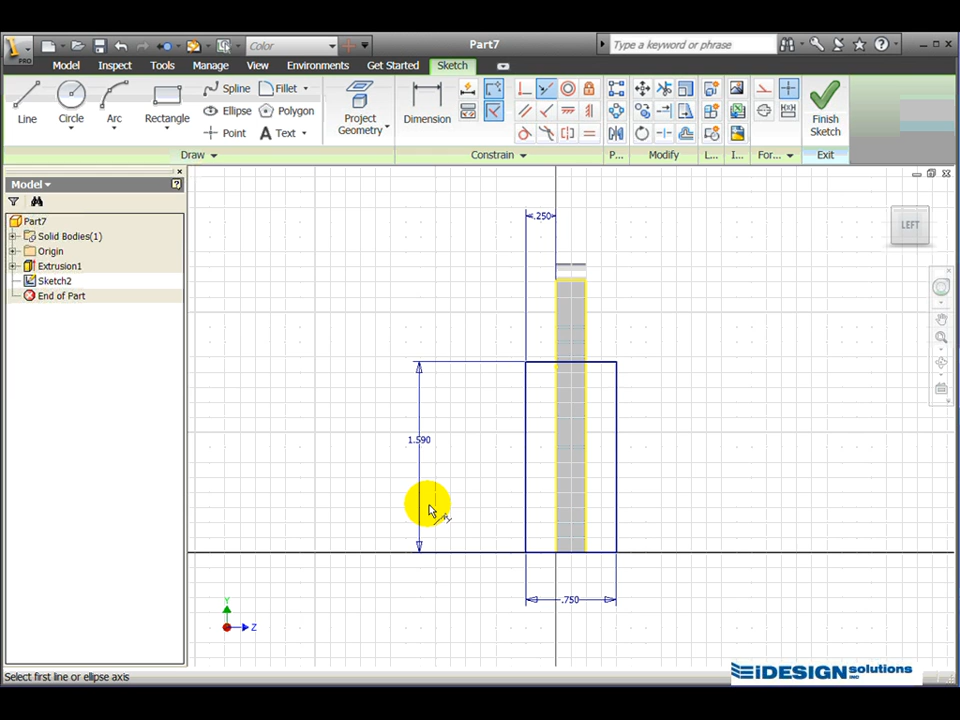 PRO
Color
Part7
Type a keyword or phrase
Model Inspect Tools Manage View Environments Get Started Sketch
Line Circle Arc Rectangle
Spline Fillet
Ellipse Polygon
Point Text
Project
Geometry
Dimension
Finish
Sketch
Draw Constrain P... Modify L... I... For... Exit
Model
Part7
Solid Bodies(1)
Origin
Extrusion1
Sketch2
End of Part
.250
LEFT
1.590
.750
Y
Z
Select first line or ellipse axis
iDESIGN solutions
INC